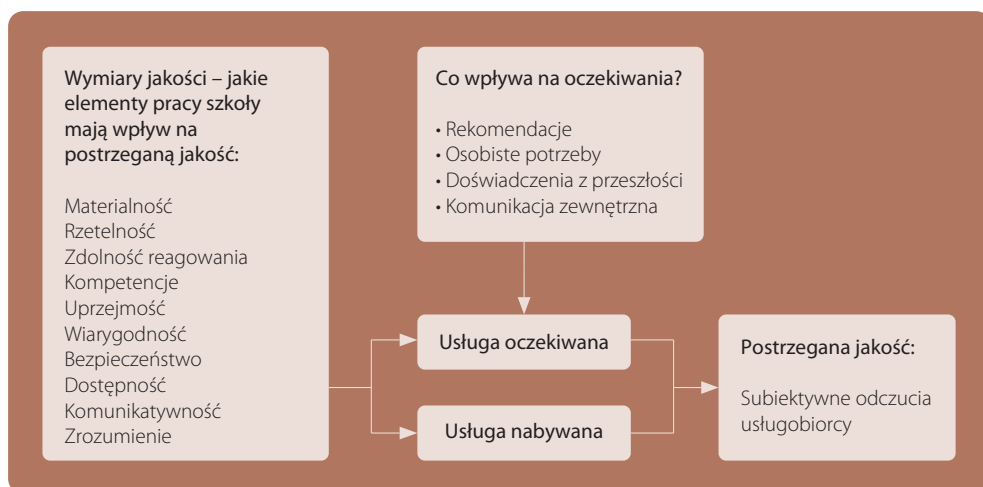 Wymiary jakości – jakie
elementy pracy szkoły
mają wpływ na
postrzeganą jakość:
Materialność
Rzetelność
Zdolność reagowania
Kompetencje
Uprzejmość
Wiarygodność
Bezpieczeństwo
Dostępność
Komunikatywność
Zrozumienie
Co wpływa na oczekiwania?
• Rekomendacje
• Osobiste potrzeby
• Doświadczenia z przeszłości
• Komunikacja zewnętrzna
Usługa oczekiwana
Usługa nabywana
Postrzegana jakość:
Subiektywne odczucia
usługobiorcy